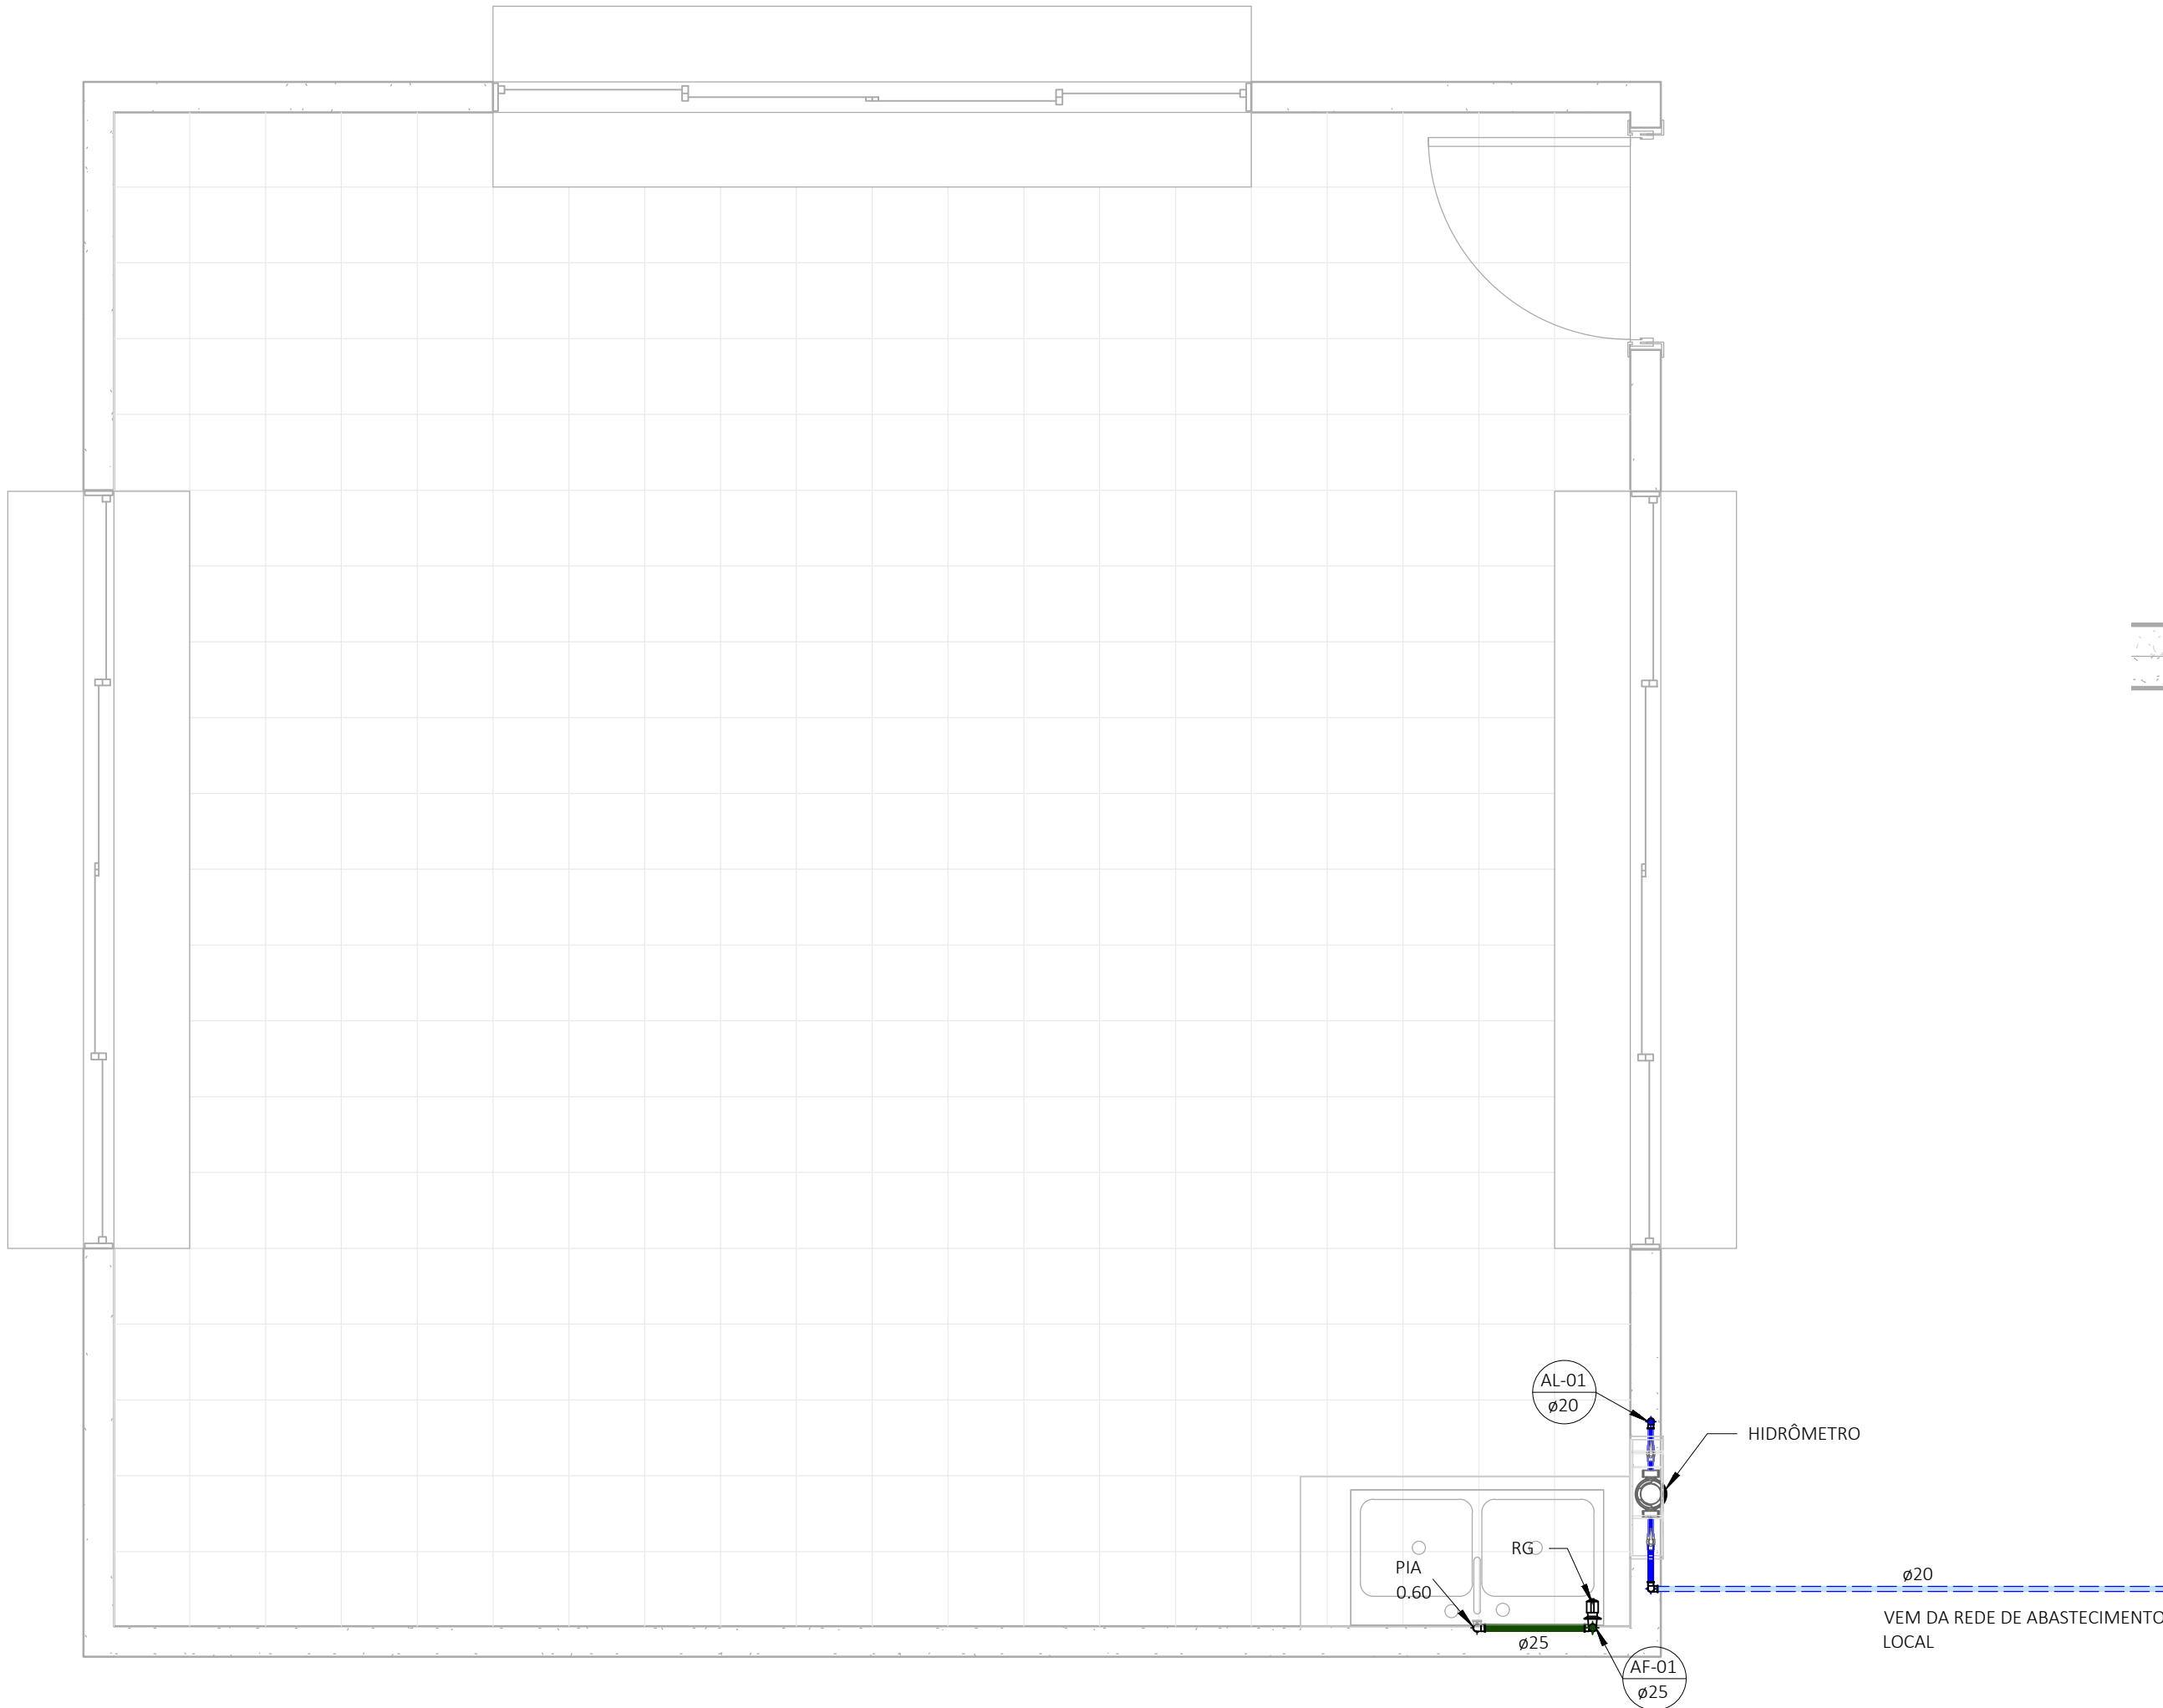 AL-01
ø20
HIDRÔMETRO
RG
PIA
0.60
ø20
VEM DA REDE DE ABASTECIMENTO
LOCAL
ø25
AF-01
ø25